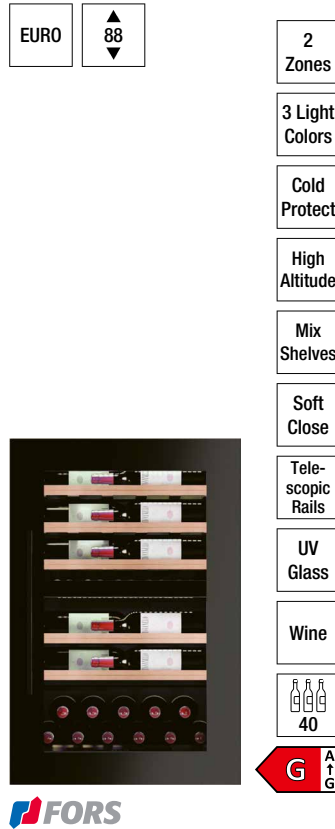 EURO
88
2
Zones
3 Light
Colors
Cold
Protect
High
Altitude
Mix
Shelves
Soft
Close
Tele-
scopic
Rails
UV
Glass
Wine
40
G
A
↑
G
FORS